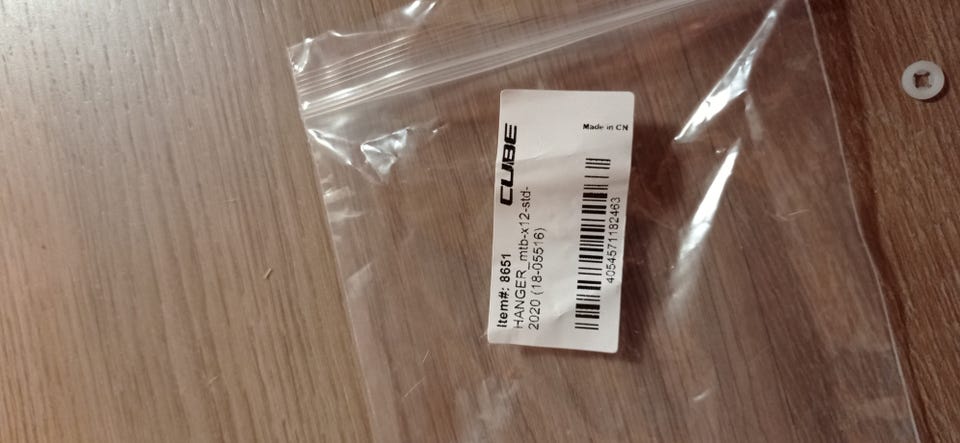 CUBE
Made in CN
Item#: 8651
HANGER_mtb-x12-std-
2020 (18-05516)
4054571182463